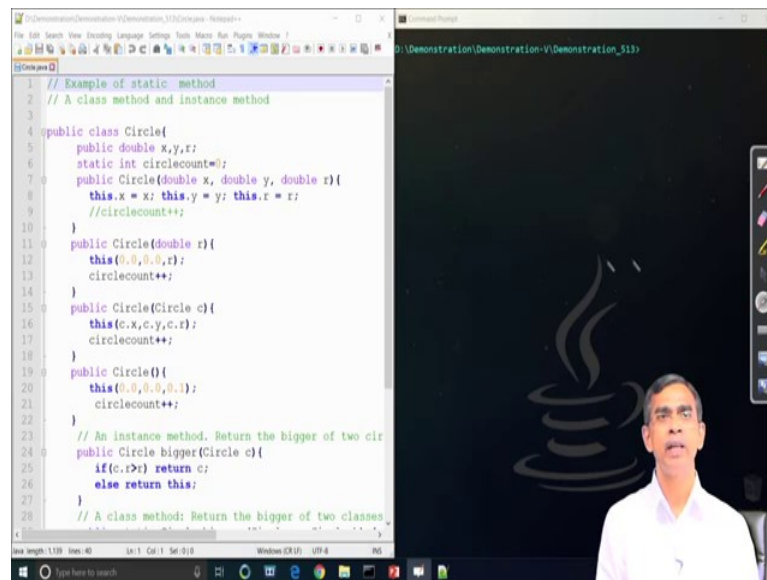 D:\Demonstration\Demonstration-V\Demonstration_513\Circle.java - Notepad++
File Edit Search View Encoding Language Settings Tools Macro Run Plugins Window ?
Circle.java
1 // Example of static method
2 // A class method and instance method
3
4 public class Circle{
5 public double x,y,r;
6 static int circlecount=0;
7 public Circle(double x, double y, double r){
8 this.x = x; this.y = y; this.r = r;
9 //circlecount++;
10 }
11 public Circle(double r){
12 this(0.0,0.0,r);
13 circlecount++;
14 }
15 public Circle(Circle c){
16 this(c.x,c.y,c.r);
17 circlecount++;
18 }
19 public Circle(){
20 this(0.0,0.0,0.1);
21 circlecount++;
22 }
23 // An instance method. Return the bigger of two cir
24 public Circle bigger(Circle c){
25 if(c.r>r) return c;
26 else return this;
27 }
28 // A class method: Return the bigger of two classes
Java length : 1,139 lines : 40 Ln : 1 Col : 1 Sel : 0 | 0 Windows (CR LF) UTF-8 INS
Type here to search
Command Prompt
D:\Demonstration\Demonstration-V\Demonstration_513>